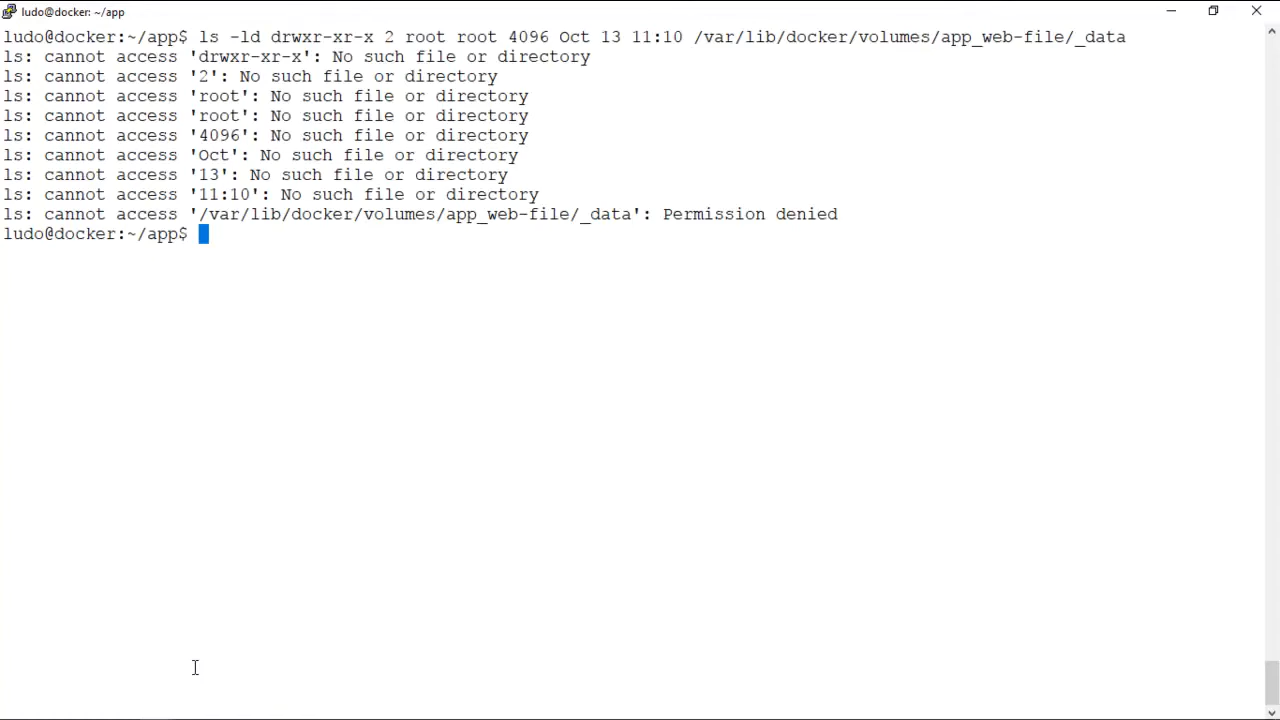 ludo@docker: ~/app
ludo@docker:~/app$ ls -ld drwxr-xr-x 2 root root 4096 Oct 13 11:10 /var/lib/docker/volumes/app_web-file/_data
ls: cannot access 'drwxr-xr-x': No such file or directory
ls: cannot access '2': No such file or directory
ls: cannot access 'root': No such file or directory
ls: cannot access 'root': No such file or directory
ls: cannot access '4096': No such file or directory
ls: cannot access 'Oct': No such file or directory
ls: cannot access '13': No such file or directory
ls: cannot access '11:10': No such file or directory
ls: cannot access '/var/lib/docker/volumes/app_web-file/_data': Permission denied
ludo@docker:~/app$